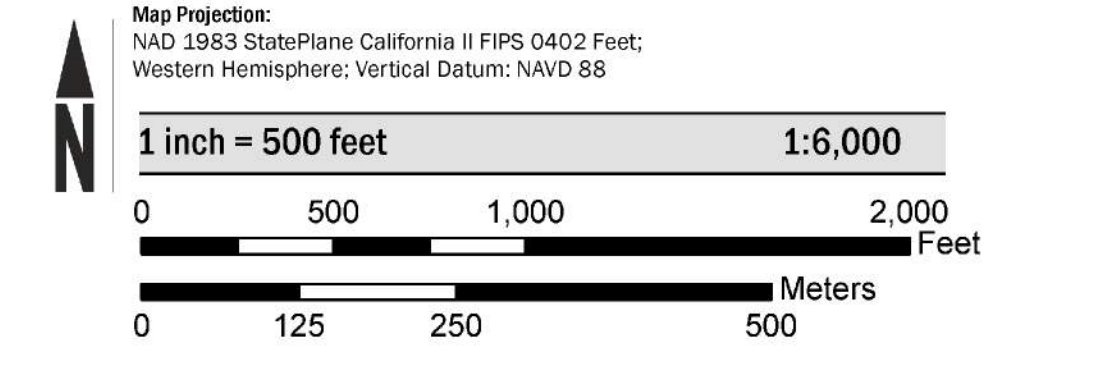 Map Projection:
NAD 1983 StatePlane California II FIPS 0402 Feet;
Western Hemisphere; Vertical Datum: NAVD 88
N
1 inch = 500 feet 1:6,000
0 500 1,000 2,000
Feet
Meters
0 125 250 500